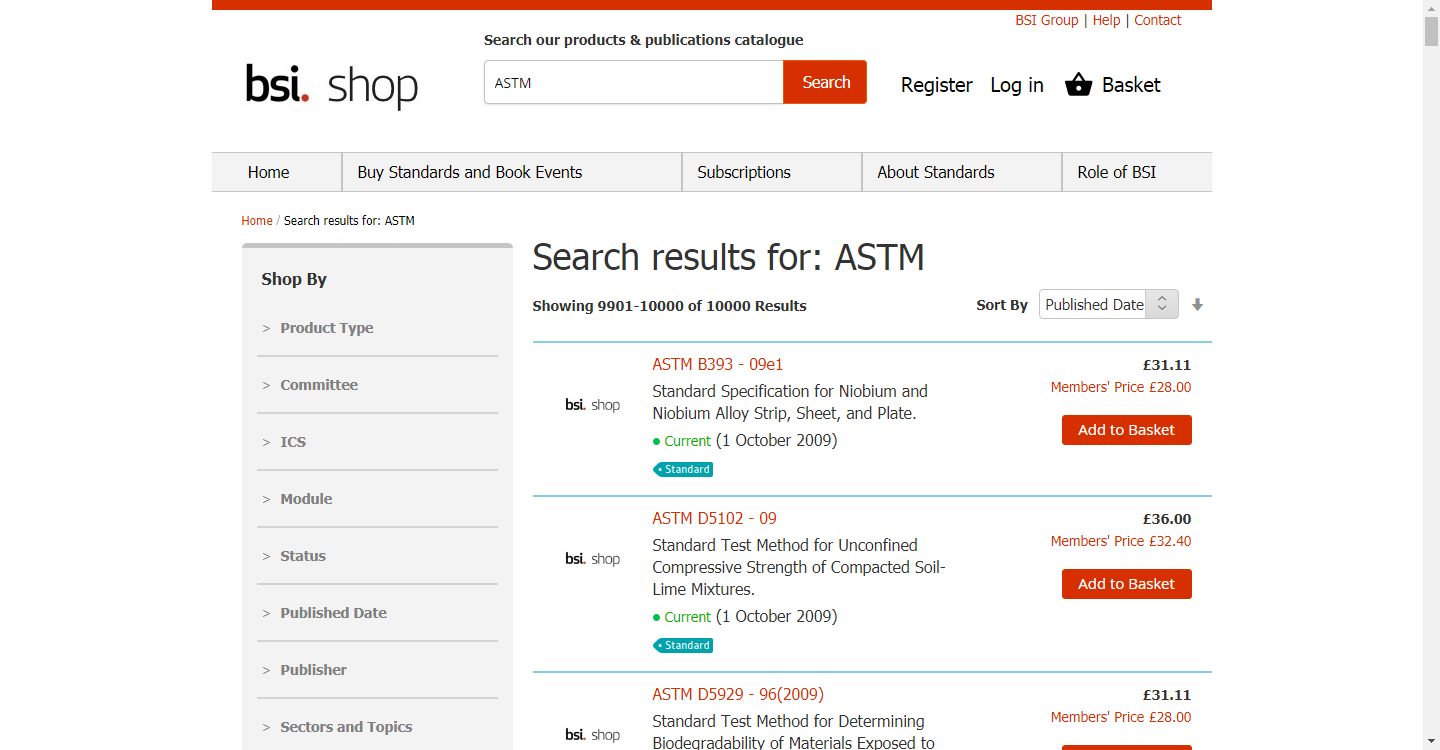 BSI Group | Help | Contact
Search our products & publications catalogue
bsi. shop
ASTM
Search
Register
Log in
Basket
Home
Buy Standards and Book Events
Subscriptions
About Standards
Role of BSI
Home / Search results for: ASTM
Shop By
> Product Type
> Committee
> ICS
> Module
> Status
> Published Date
> Publisher
> Sectors and Topics
Search results for: ASTM
Showing 9901-10000 of 10000 Results
Sort By
Published Date
bsi. shop
ASTM B393 - 09e1
Standard Specification for Niobium and
Niobium Alloy Strip, Sheet, and Plate.
Current (1 October 2009)
Standard
£31.11
Members' Price £28.00
Add to Basket
bsi. shop
ASTM D5102 - 09
Standard Test Method for Unconfined
Compressive Strength of Compacted Soil-
Lime Mixtures.
Current (1 October 2009)
Standard
£36.00
Members' Price £32.40
Add to Basket
bsi. shop
ASTM D5929 - 96(2009)
Standard Test Method for Determining
Biodegradability of Materials Exposed to
£31.11
Members' Price £28.00